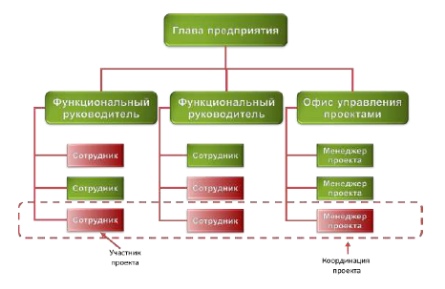 Глава предприятия
Функциональный
руководитель
Функциональный
руководитель
Офис управления
проектами
Сотрудник
Сотрудник
Менеджер
проекта
Сотрудник
Сотрудник
Менеджер
проекта
Сотрудник
Сотрудник
Менеджер
проекта
Участник
проекта
Координация
проекта